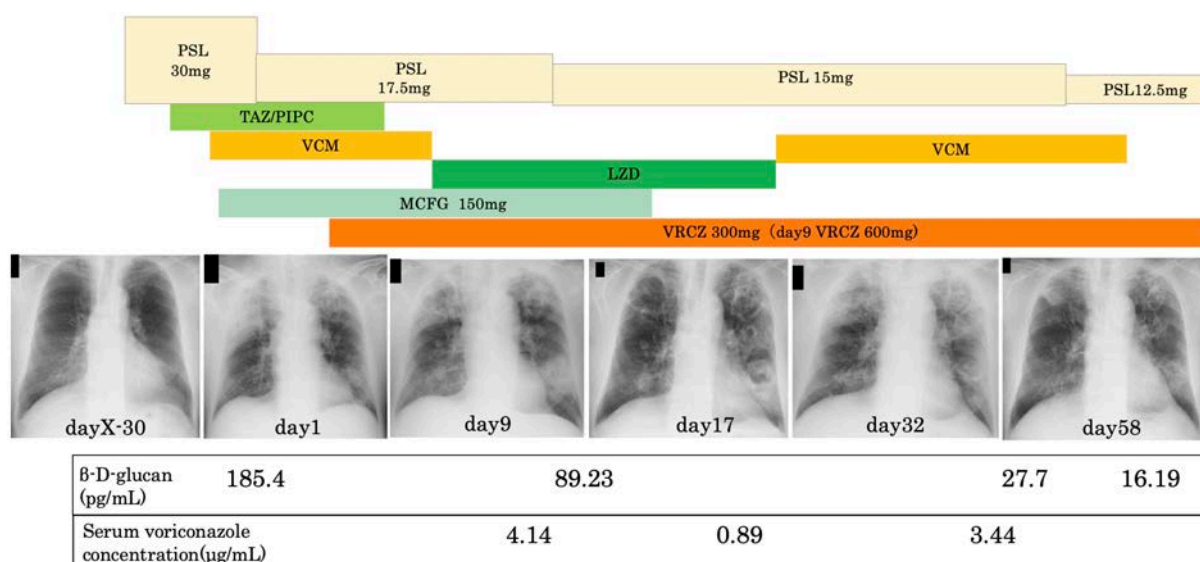 PSL
30mg
PSL
17.5mg
PSL 15mg
PSL12.5mg
TAZ/PIPC
VCM
VCM
LZD
MCFG 150mg
VRCZ 300mg（day9 VRCZ 600mg)
dayX-30
day1
day9
day17
day32
day58
β-D-glucan
(pg/mL)
185.4
89.23
27.7
16.19
Serum voriconazole
concentration(μg/mL)
4.14
0.89
3.44